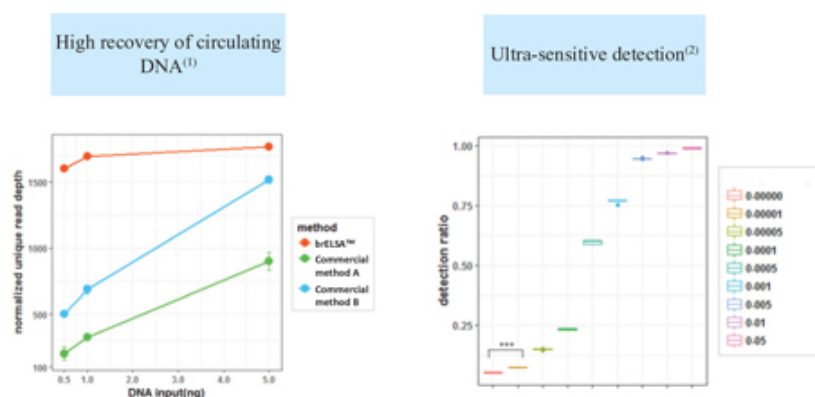 High recovery of circulating
DNA(1)
Ultra-sensitive detection(2)
normalized unique read depth
1500
1000
500
100
0.5
1.0
2.0
3.0
4.0
5.0
DNA input(ng)
method
brELSA™
Commercial
method A
Commercial
method B
detection ratio
1.00
0.75
0.50
0.25
***
0.00000
0.00001
0.00005
0.0001
0.0005
0.001
0.005
0.01
0.05